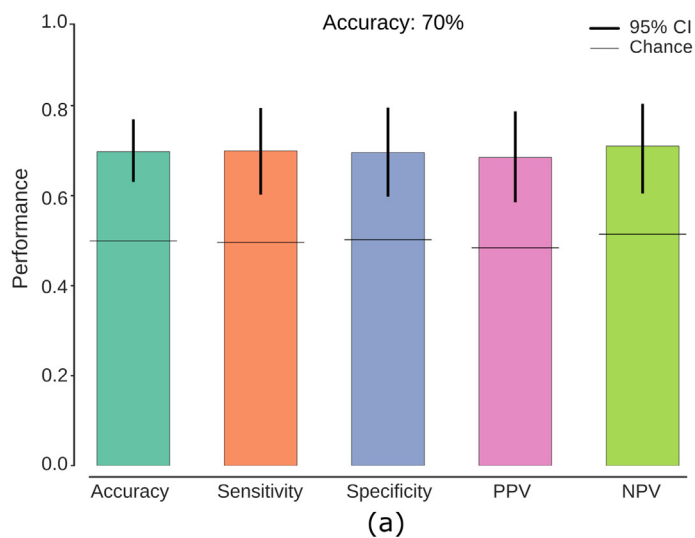 Accuracy: 70%
95% CI
Chance
Performance
1.0
0.8
0.6
0.4
0.2
0.0
Accuracy Sensitivity Specificity PPV NPV
(a)